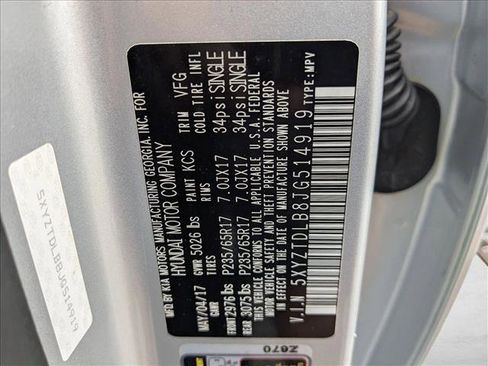 MFD BY KIA MOTORS MANUFACTURING GEORGIA, INC. FOR
HYUNDAI MOTOR COMPANY
MAY/04/17 GVWR 5026 lbs PAINT KCS TRIM VFG
GAWR TIRES RIMS COLD TIRE INFL
FRONT 2976 lbs P235/65R17 7.0JX17 34psi SINGLE
REAR 3075 lbs P235/65R17 7.0JX17 34psi SINGLE
THIS VEHICLE CONFORMS TO ALL APPLICABLE U.S.A. FEDERAL
MOTOR VEHICLE SAFETY AND THEFT PREVENTION STANDARDS
IN EFFECT ON THE DATE OF MANUFACTURE SHOWN ABOVE
V.I.N 5XYZTDLB8JG514919 TYPE: MPV
5XYZTDLB8JG514919
Z670